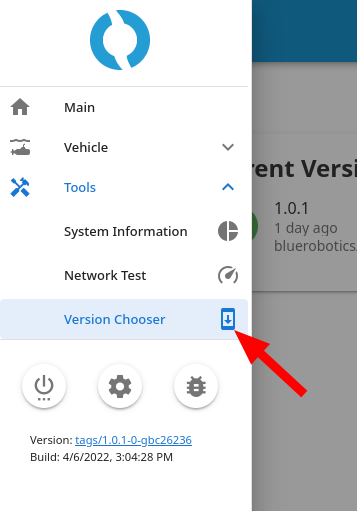 Main
Vehicle
Tools
System Information
Network Test
Version Chooser
Version: tags/1.0.1-0-gbc26236
Build: 4/6/2022, 3:04:28 PM
rent Versi
1.0.1
1 day ago
bluerobotics